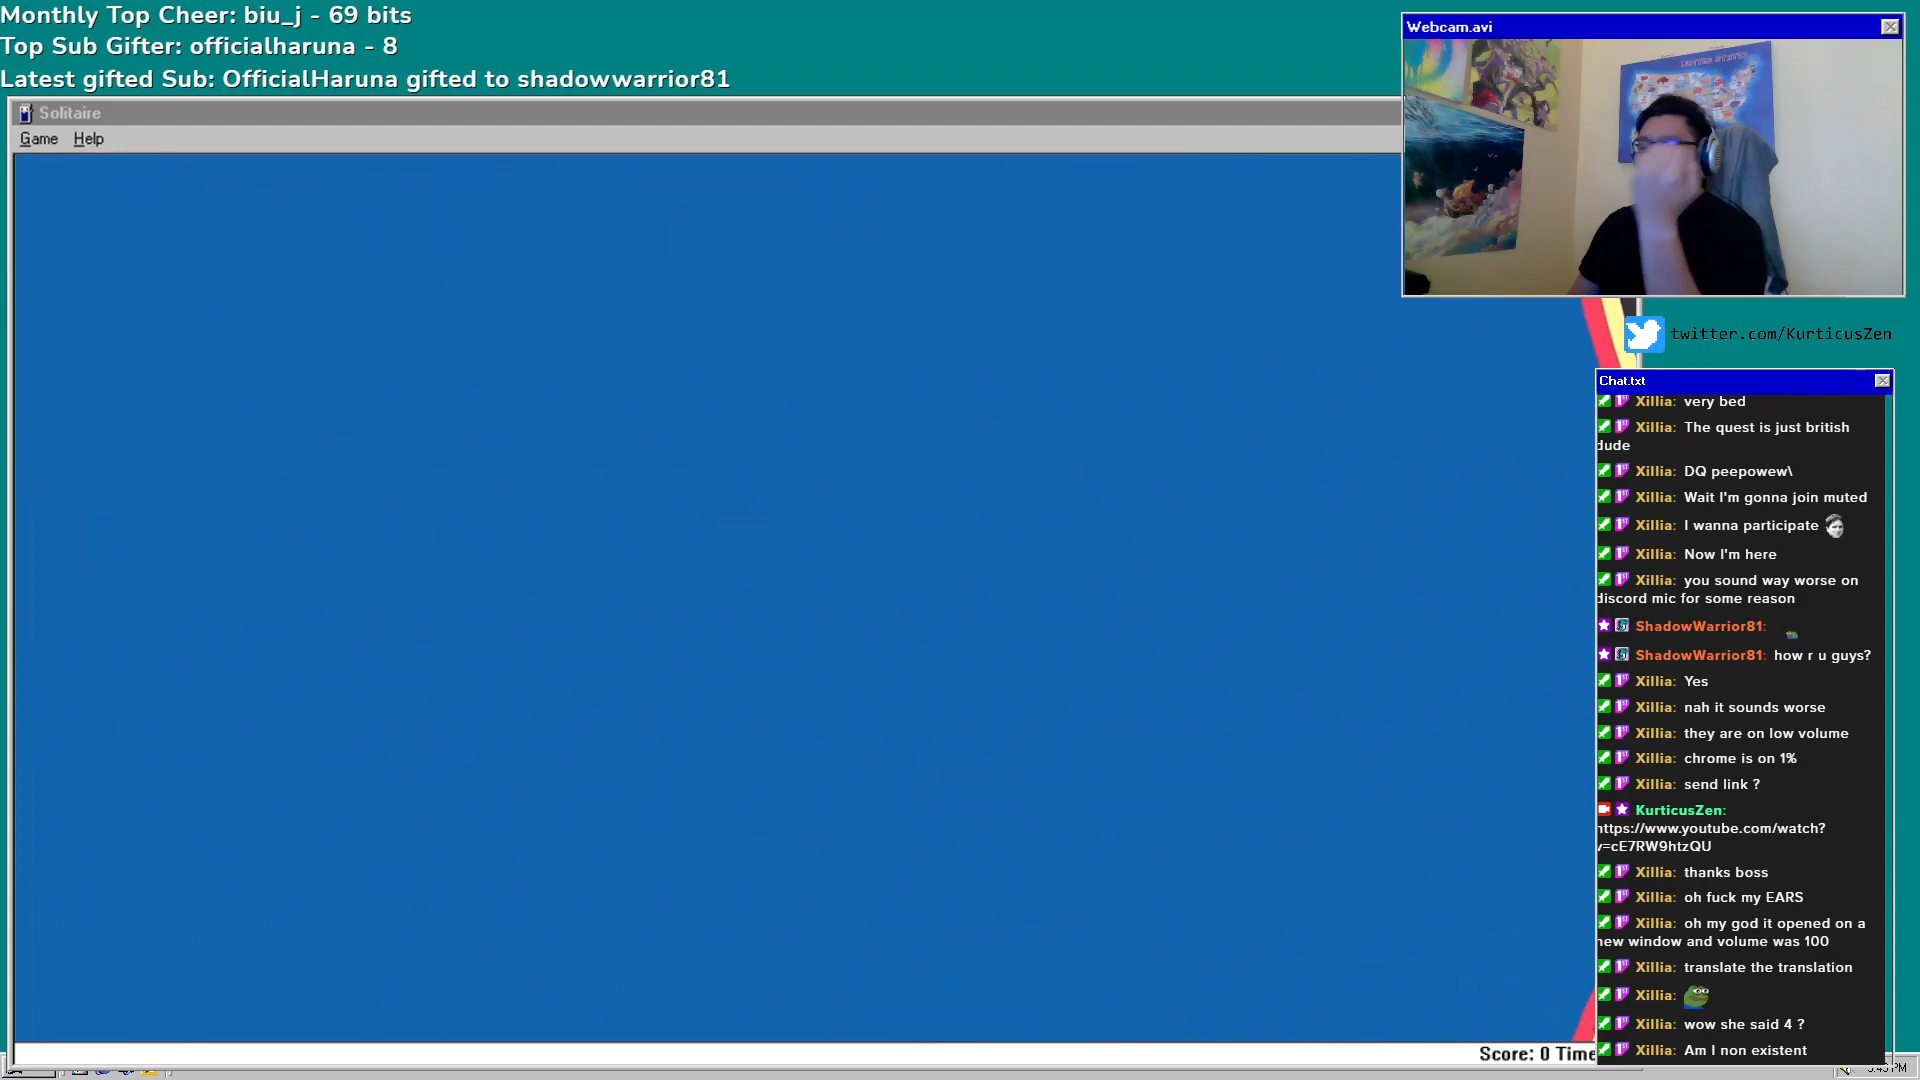 Monthly Top Cheer: biu_j - 69 bits
Top Sub Gifter: officialharuna - 8
Latest gifted Sub: OfficialHaruna gifted to shadowwarrior81
Solitaire
Game Help
Webcam.avi
UNITED STATES
twitter.com/KurticusZen
Chat.txt
Xillia: very bed
Xillia: The quest is just british
dude
Xillia: DQ peepowew\
Xillia: Wait I'm gonna join muted
Xillia: I wanna participate
Xillia: Now I'm here
Xillia: you sound way worse on
discord mic for some reason
ShadowWarrior81:
ShadowWarrior81: how r u guys?
Xillia: Yes
Xillia: nah it sounds worse
Xillia: they are on low volume
Xillia: chrome is on 1%
Xillia: send link ?
KurticusZen:
https://www.youtube.com/watch?
v=cE7RW9htzQU
Xillia: thanks boss
Xillia: oh fuck my EARS
Xillia: oh my god it opened on a
new window and volume was 100
Xillia: translate the translation
Xillia:
Xillia: wow she said 4 ?
Xillia: Am I non existent
Score: 0 Time